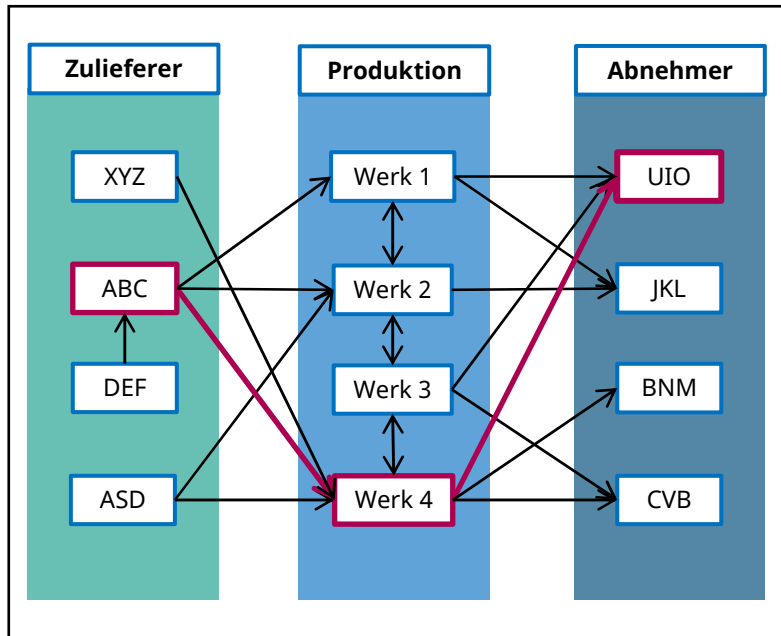 Zulieferer
Produktion
Abnehmer
XYZ
Werk 1
UIO
ABC
Werk 2
JKL
DEF
Werk 3
BNM
ASD
Werk 4
CVB